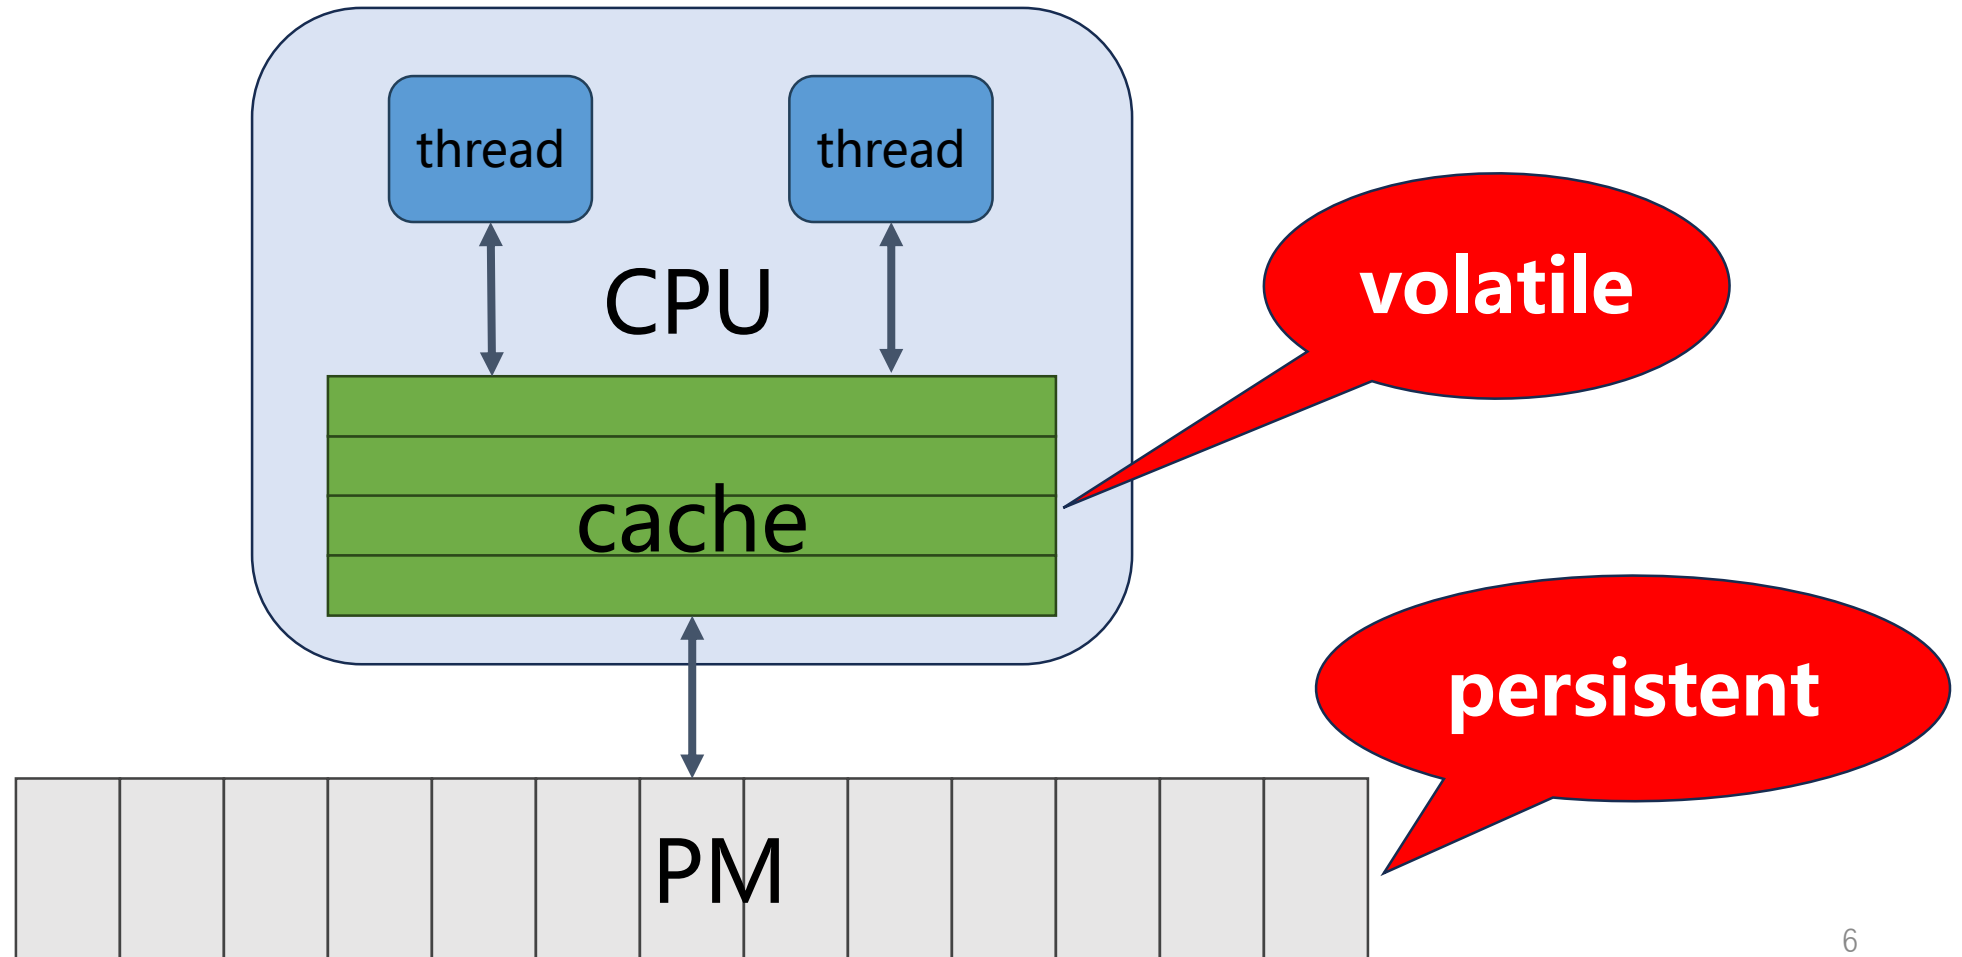 thread
thread
CPU
volatile
cache
persistent
PM
6